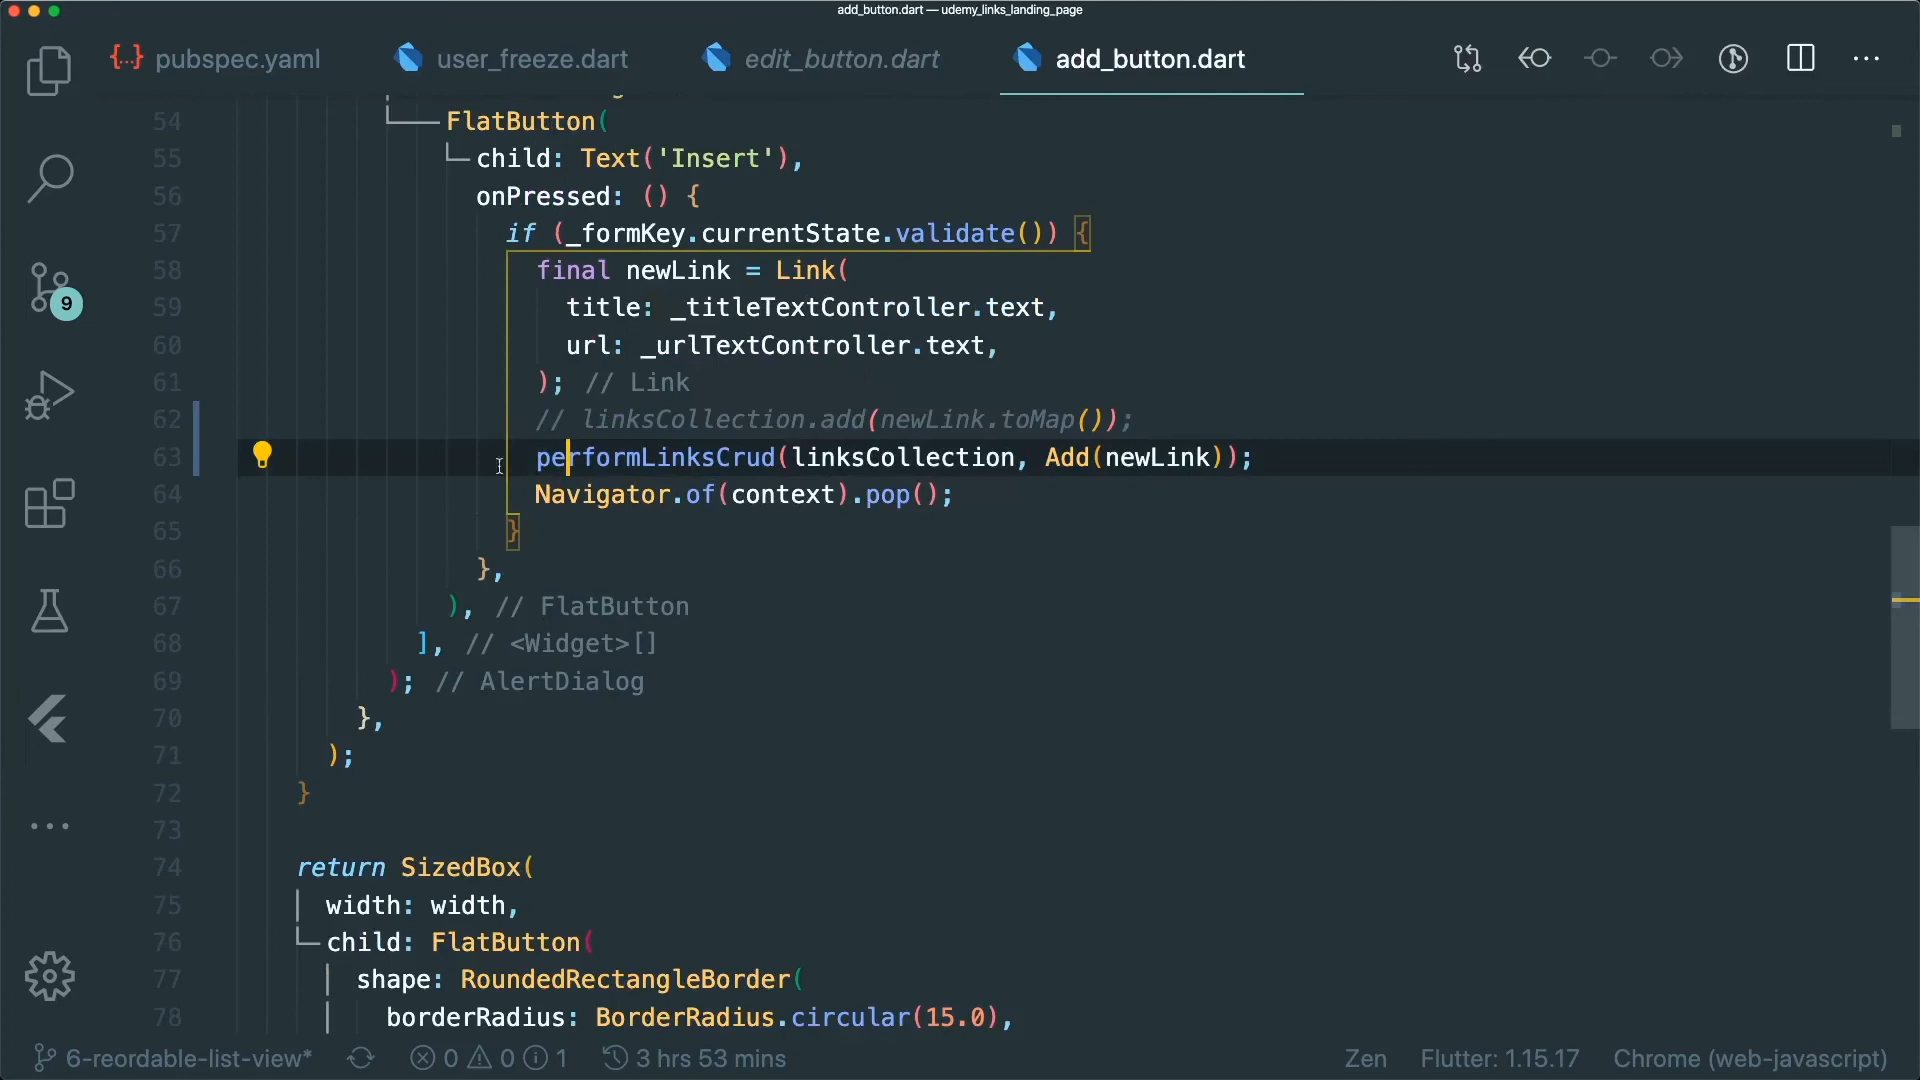 add_button.dart — udemy_links_landing_page
{...} pubspec.yaml user_freeze.dart edit_button.dart add_button.dart
54 FlatButton(
55 child: Text('Insert'),
56 onPressed: () {
57 if (_formKey.currentState.validate()) {
58 final newLink = Link(
59 title: _titleTextController.text,
60 url: _urlTextController.text,
61 ); // Link
62 // linksCollection.add(newLink.toMap());
63 performLinksCrud(linksCollection, Add(newLink));
64 Navigator.of(context).pop();
65 }
66 },
67 ), // FlatButton
68 ], // <Widget>[]
69 ); // AlertDialog
70 },
71 );
72 }
73
74 return SizedBox(
75 width: width,
76 child: FlatButton(
77 shape: RoundedRectangleBorder(
78 borderRadius: BorderRadius.circular(15.0),
9
6-reordable-list-view* 0 0 1 3 hrs 53 mins Zen Flutter: 1.15.17 Chrome (web-javascript)